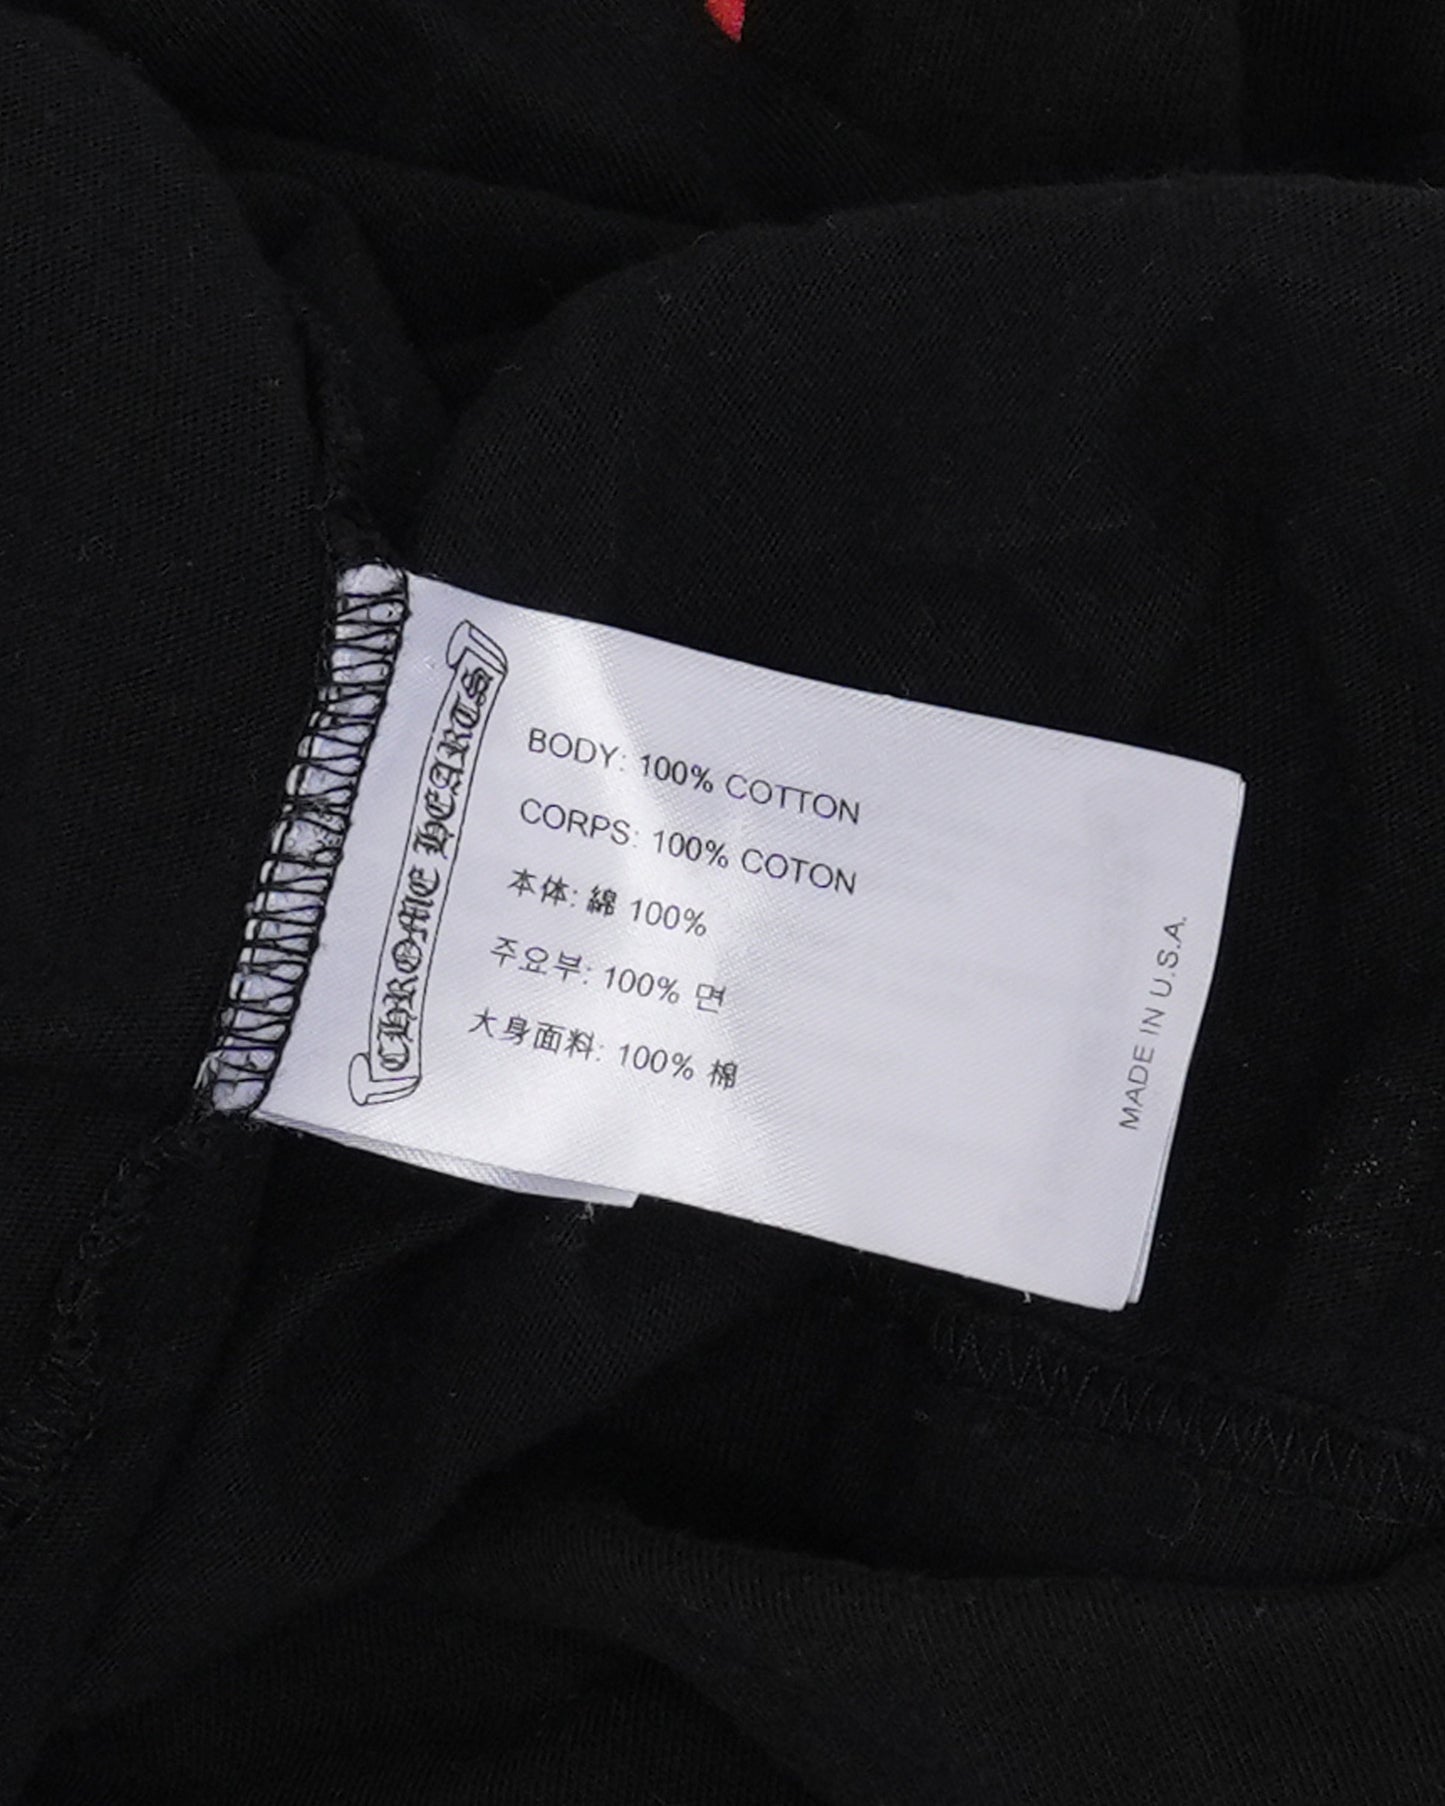 CHROME HEARTS
BODY: 100% COTTON
CORPS: 100% COTON
本体: 綿 100%
주요부: 100% 면
大身面料: 100% 棉
MADE IN U.S.A.